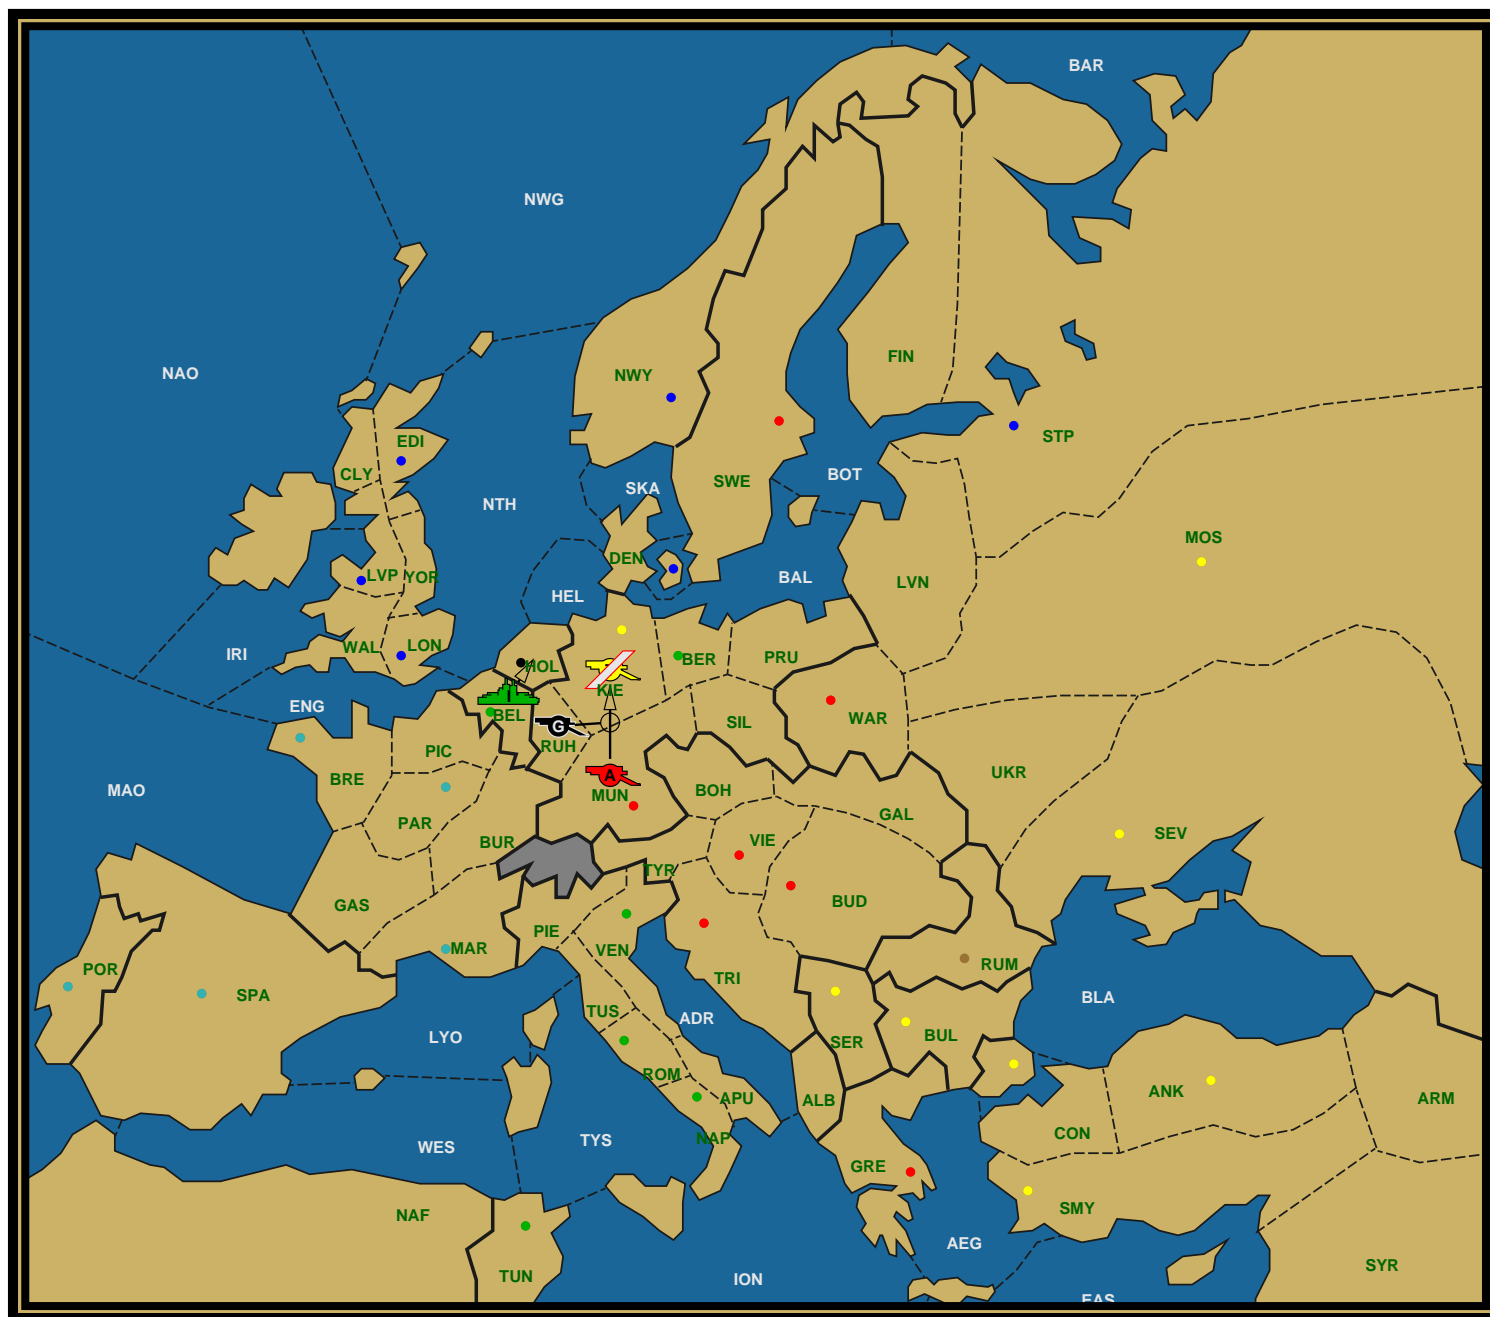 BAR
NWG
NAO
FIN
NWY
EDI
STP
CLY
SWE
BOT
SKA
NTH
MOS
DEN
LVP YOR
BAL
LVN
HEL
IRI
WAL
LON
HOL
BER
PRU
KIE
ENG
BEL
G
WAR
SIL
PIC
RUH
UKR
BRE
A
MAO
MUN
BOH
GAL
PAR
BUR
VIE
SEV
TYR
GAS
BUD
PIE
MAR
VEN
RUM
POR
TRI
SPA
BLA
TUS
ADR
LYO
BUL
SER
ROM
ANK
APU
ALB
ARM
CON
NAP
TYS
WES
GRE
SMY
NAF
AEG
SYR
TUN
ION
EAS